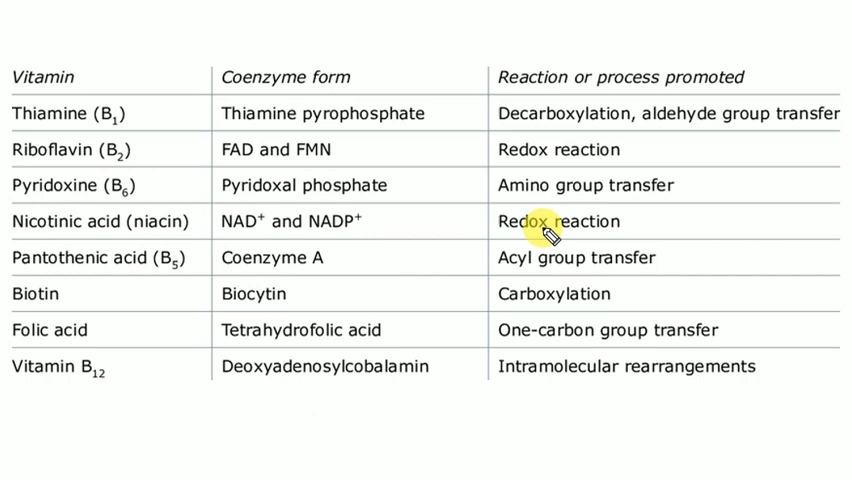 Vitamin Coenzyme form Reaction or process promoted
Thiamine (B₁) Thiamine pyrophosphate Decarboxylation, aldehyde group transfer
Riboflavin (B₂) FAD and FMN Redox reaction
Pyridoxine (B₆) Pyridoxal phosphate Amino group transfer
Nicotinic acid (niacin) NAD⁺ and NADP⁺ Redox reaction
Pantothenic acid (B₅) Coenzyme A Acyl group transfer
Biotin Biocytin Carboxylation
Folic acid Tetrahydrofolic acid One-carbon group transfer
Vitamin B₁₂ Deoxyadenosylcobalamin Intramolecular rearrangements